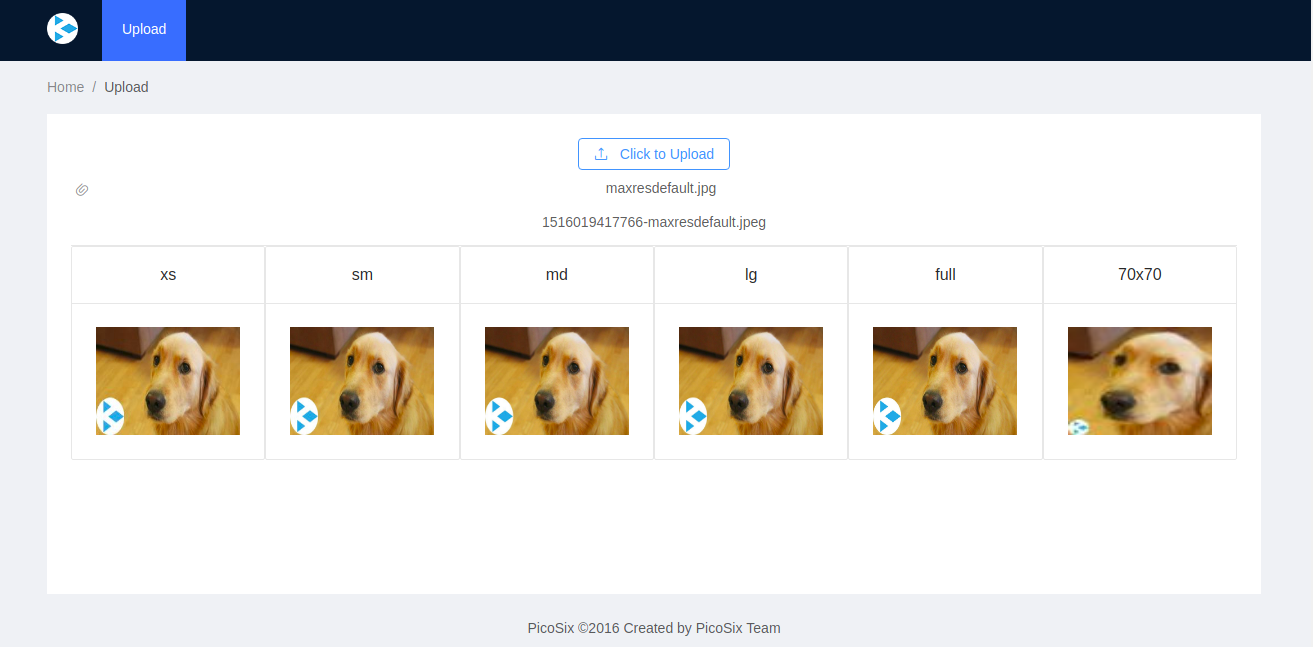 Upload
Home / Upload
Click to Upload
maxresdefault.jpg
1516019417766-maxresdefault.jpeg
xs sm md lg full 70x70
PicoSix ©2016 Created by PicoSix Team